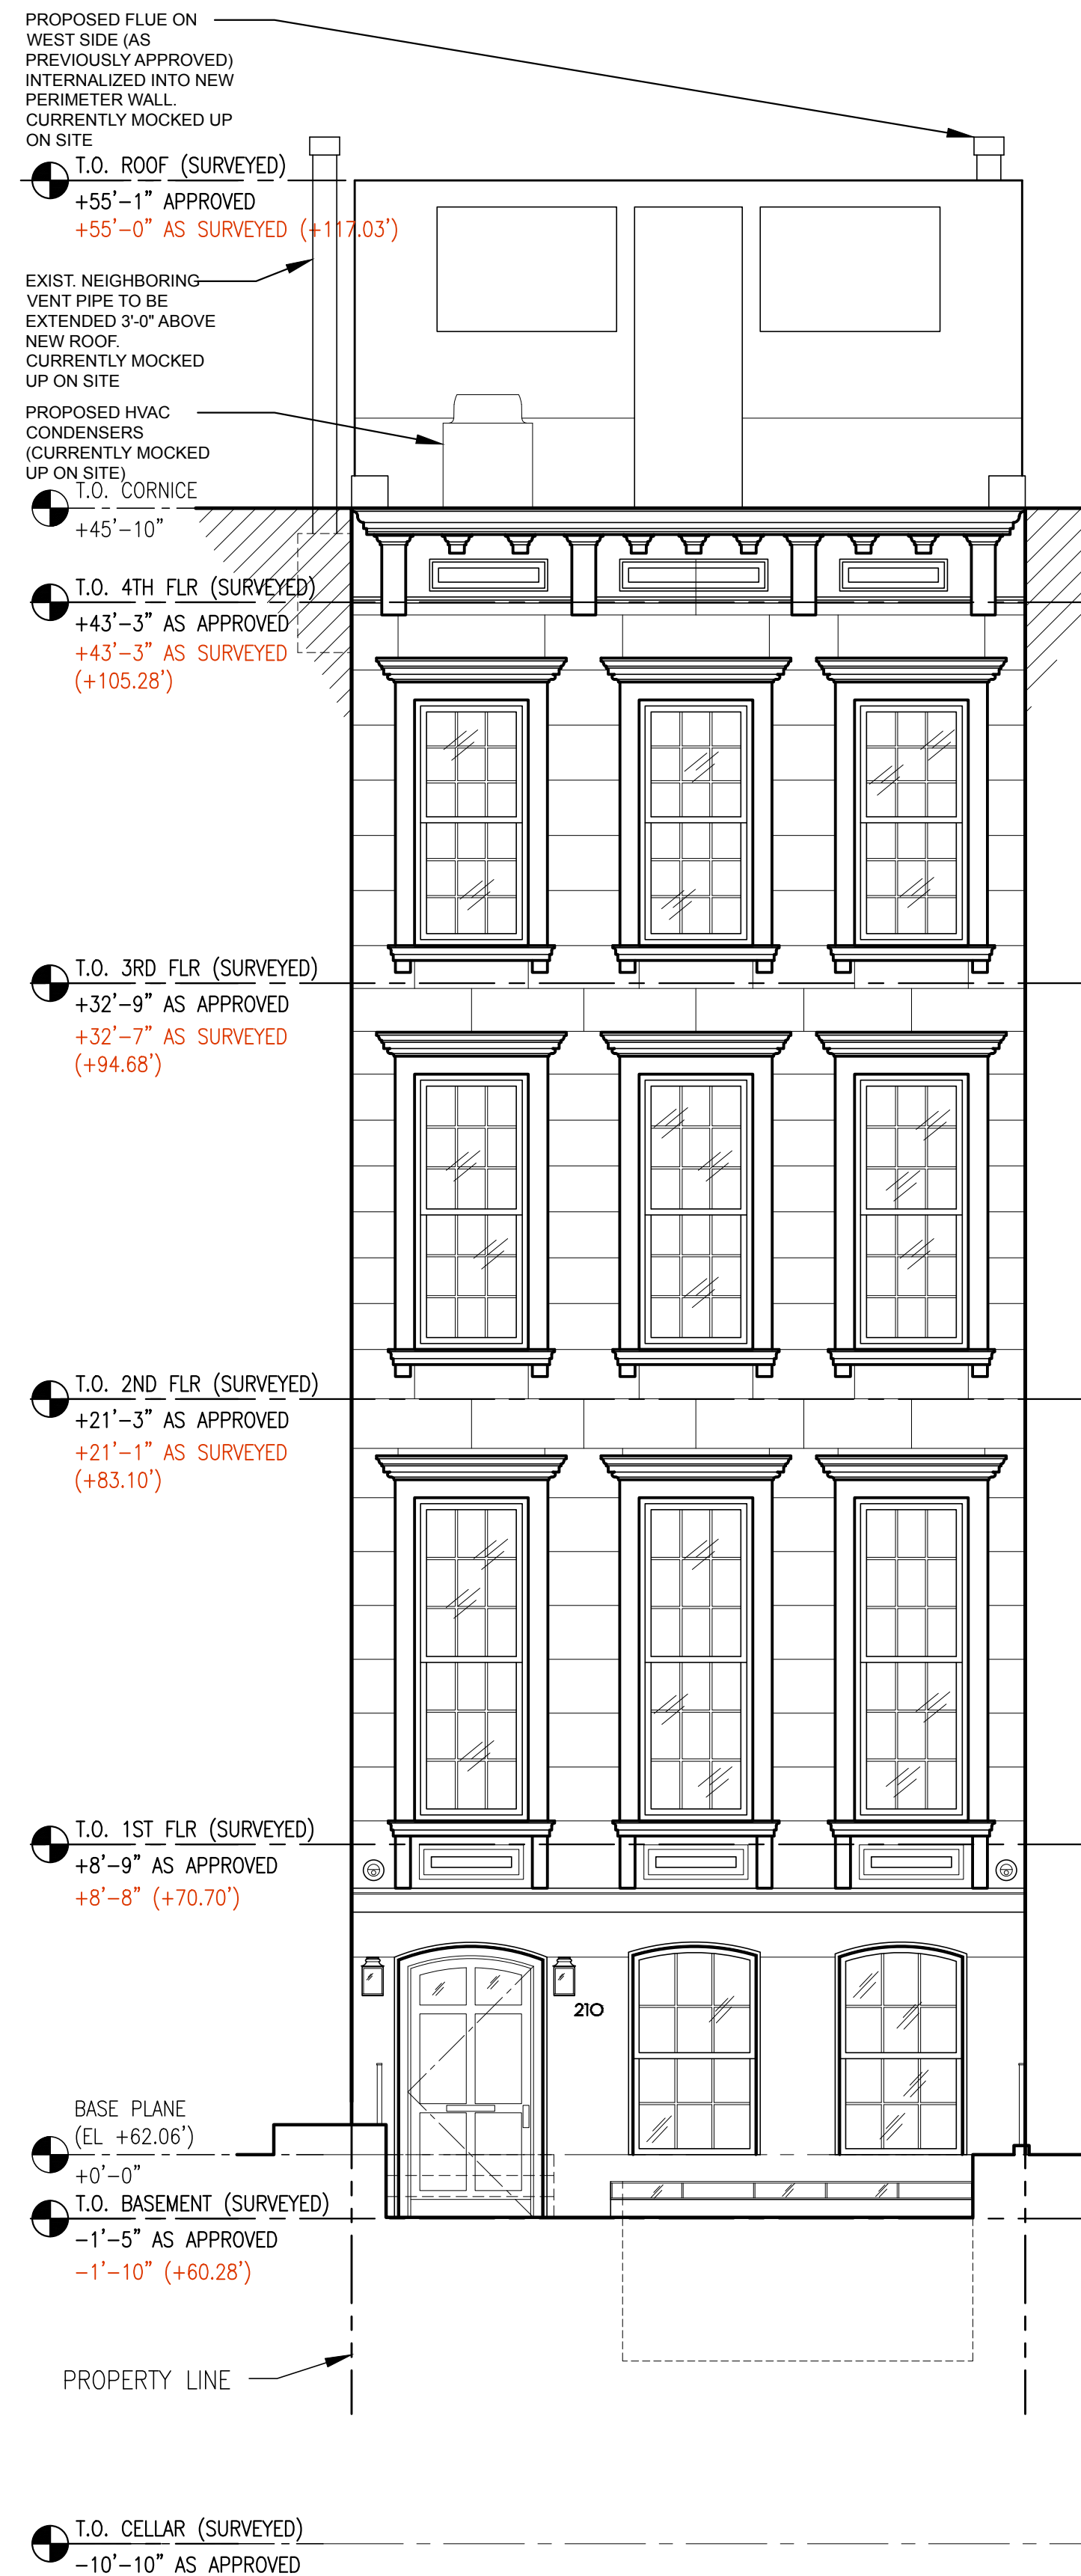 PROPOSED FLUE ON
WEST SIDE (AS
PREVIOUSLY APPROVED)
INTERNALIZED INTO NEW
PERIMETER WALL.
CURRENTLY MOCKED UP
ON SITE
T.O. ROOF (SURVEYED)
+55'-1" APPROVED
+55'-0" AS SURVEYED (+117.03')
EXIST. NEIGHBORING
VENT PIPE TO BE
EXTENDED 3'-0" ABOVE
NEW ROOF.
CURRENTLY MOCKED
UP ON SITE
PROPOSED HVAC
CONDENSERS
(CURRENTLY MOCKED
UP ON SITE)
T.O. CORNICE
+45'-10"
T.O. 4TH FLR (SURVEYED)
+43'-3" AS APPROVED
+43'-3" AS SURVEYED
(+105.28')
T.O. 3RD FLR (SURVEYED)
+32'-9" AS APPROVED
+32'-7" AS SURVEYED
(+94.68')
T.O. 2ND FLR (SURVEYED)
+21'-3" AS APPROVED
+21'-1" AS SURVEYED
(+83.10')
T.O. 1ST FLR (SURVEYED)
+8'-9" AS APPROVED
+8'-8" (+70.70')
210
BASE PLANE
(EL +62.06')
+0'-0"
T.O. BASEMENT (SURVEYED)
-1'-5" AS APPROVED
-1'-10" (+60.28')
PROPERTY LINE
T.O. CELLAR (SURVEYED)
-10'-10" AS APPROVED